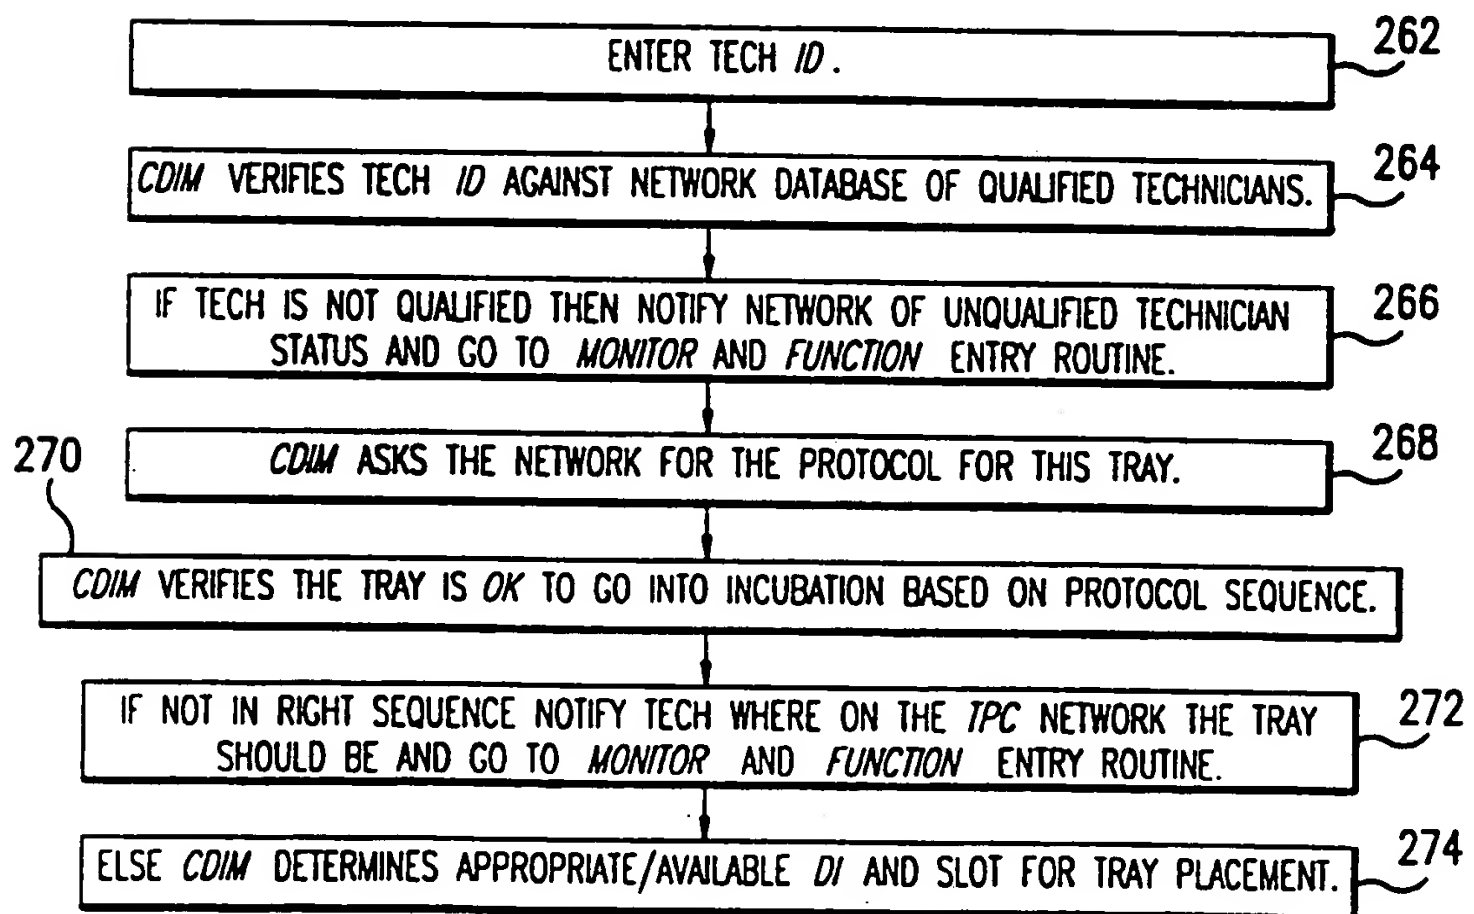 262
ENTER TECH ID.
264
CDIM VERIFIES TECH ID AGAINST NETWORK DATABASE OF QUALIFIED TECHNICIANS.
266
IF TECH IS NOT QUALIFIED THEN NOTIFY NETWORK OF UNQUALIFIED TECHNICIAN
STATUS AND GO TO MONITOR AND FUNCTION ENTRY ROUTINE.
268
CDIM ASKS THE NETWORK FOR THE PROTOCOL FOR THIS TRAY.
270
CDIM VERIFIES THE TRAY IS OK TO GO INTO INCUBATION BASED ON PROTOCOL SEQUENCE.
272
IF NOT IN RIGHT SEQUENCE NOTIFY TECH WHERE ON THE TPC NETWORK THE TRAY
SHOULD BE AND GO TO MONITOR AND FUNCTION ENTRY ROUTINE.
274
ELSE CDIM DETERMINES APPROPRIATE/AVAILABLE DI AND SLOT FOR TRAY PLACEMENT.